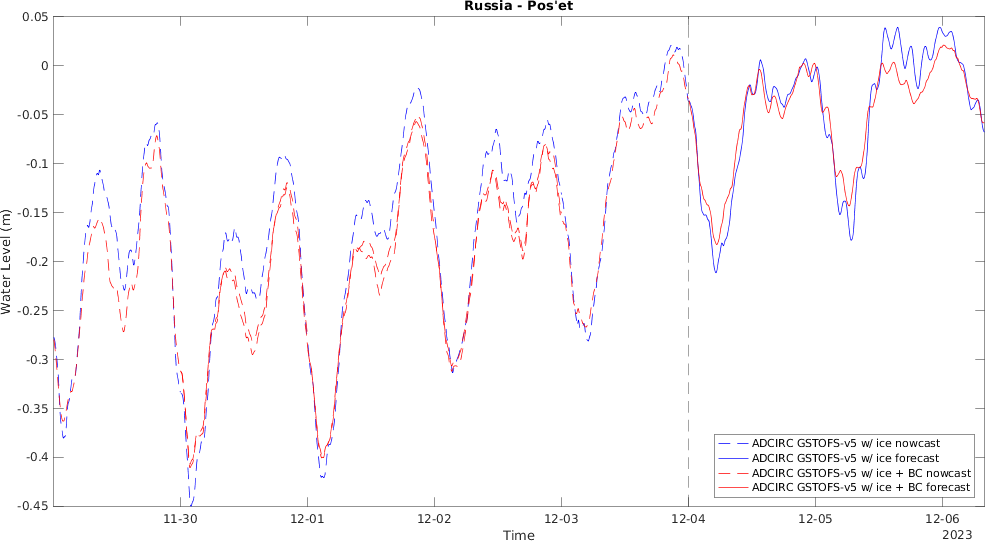 Russia - Pos'et
0.05
0
-0.05
-0.1
-0.15
-0.2
-0.25
-0.3
-0.35
-0.4
-0.45
Water Level (m)
11-30 12-01 12-02 12-03 12-04 12-05 12-06
Time
2023
ADCIRC GSTOFS-v5 w/ ice nowcast
ADCIRC GSTOFS-v5 w/ ice forecast
ADCIRC GSTOFS-v5 w/ ice + BC nowcast
ADCIRC GSTOFS-v5 w/ ice + BC forecast